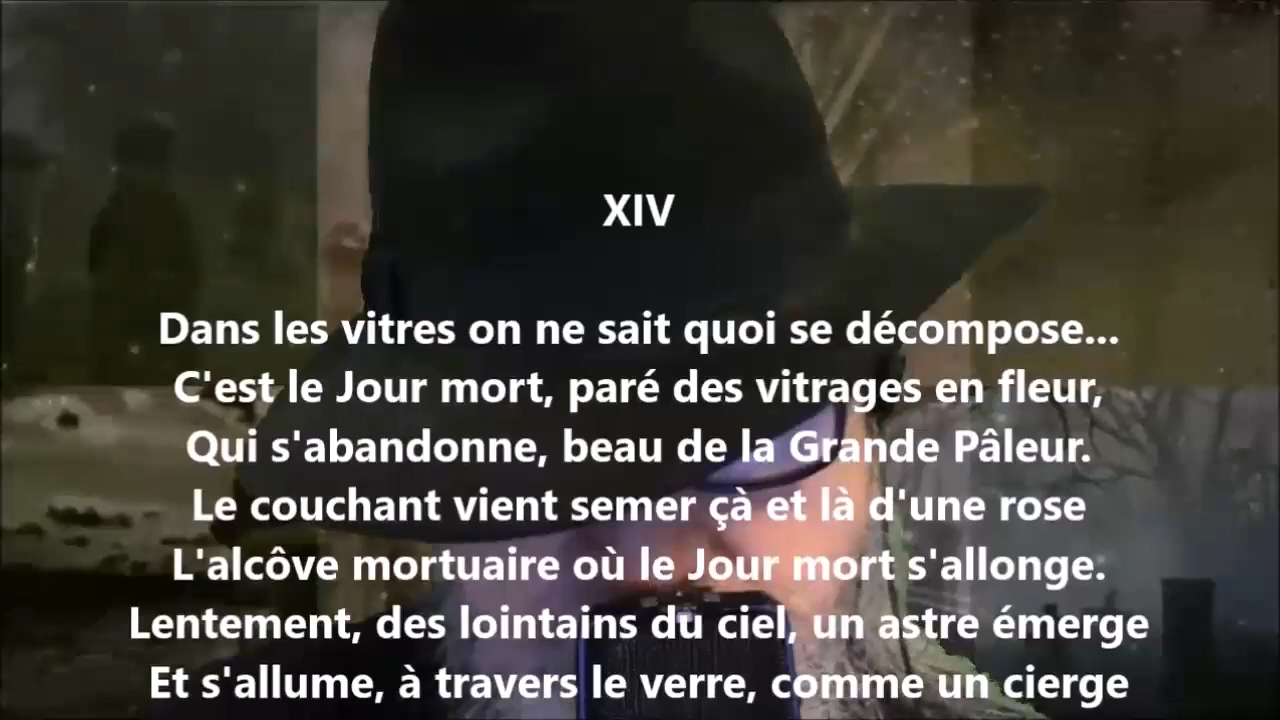 XIV
Dans les vitres on ne sait quoi se décompose...
C'est le Jour mort, paré des vitrages en fleur,
Qui s'abandonne, beau de la Grande Pâleur.
Le couchant vient semer çà et là d'une rose
L'alcôve mortuaire où le Jour mort s'allonge.
Lentement, des lointains du ciel, un astre émerge
Et s'allume, à travers le verre, comme un cierge